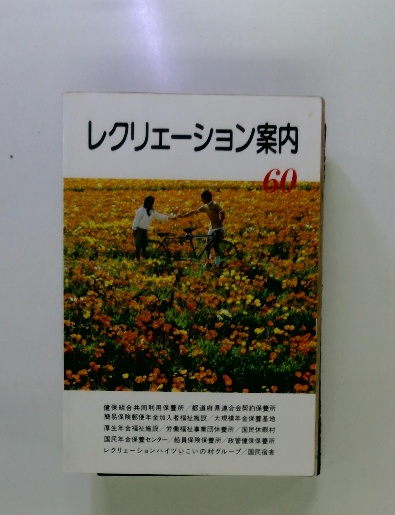 レクリェーション案内
60
健保組合共同利用保養所／都道府県連合会契約保養所
簡易保険郵便年金加入者福祉施設／大規模年金保養基地
厚生年金福祉施設／労働福祉事業団休養所／国民休暇村
国民年金保養センター／船員保険保養所／政管健保保養所
レクリェーションハイツいこいの村グループ／国民宿舎